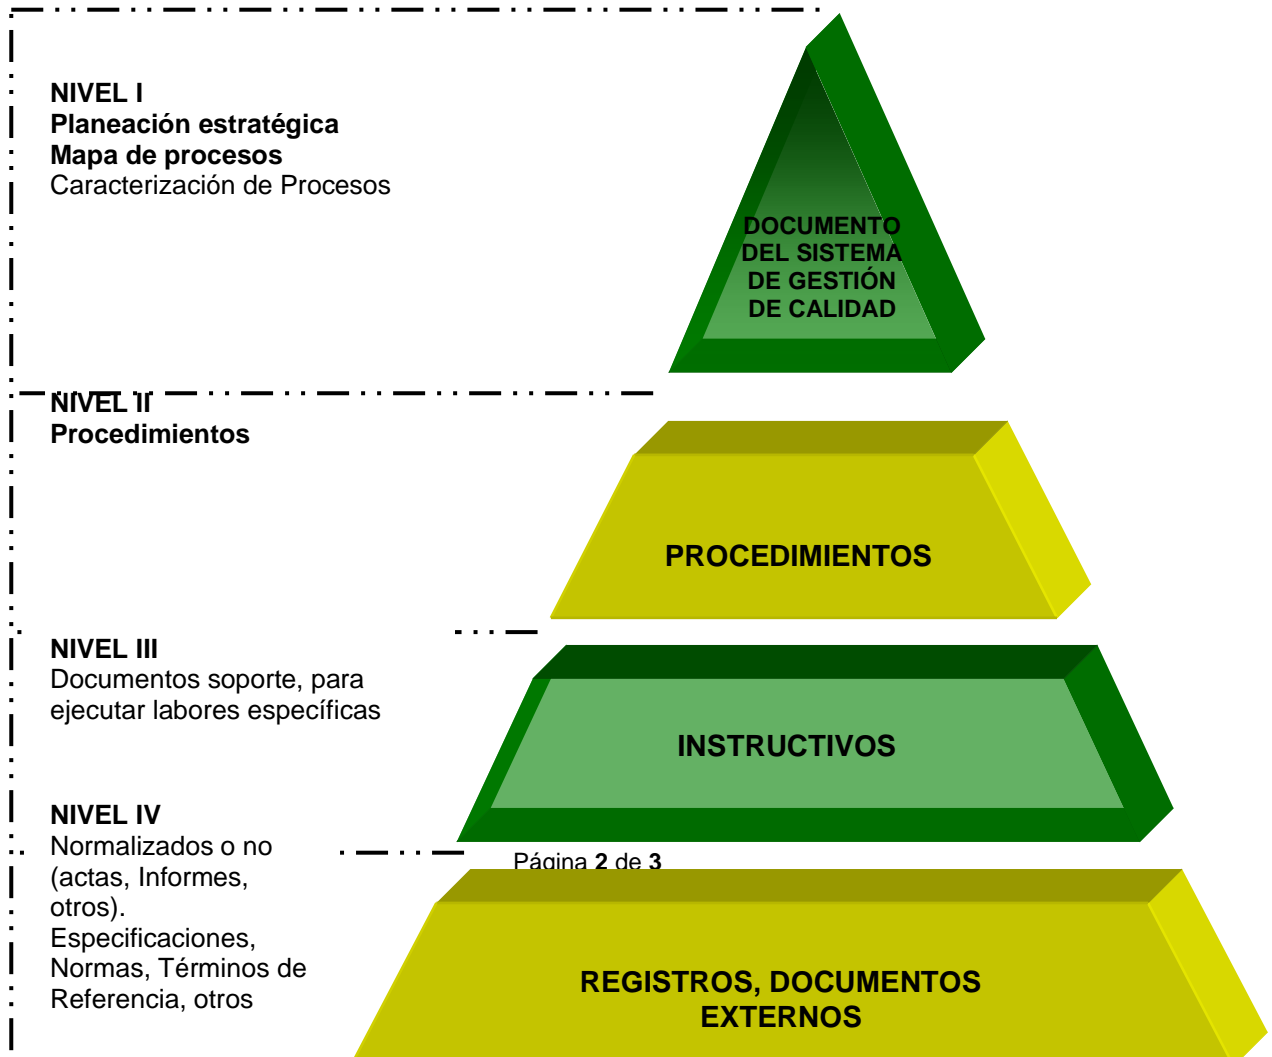 NIVEL I
Planeación estratégica
Mapa de procesos
Caracterización de Procesos
DOCUMENTO
DEL SISTEMA
DE GESTIÓN
DE CALIDAD
NIVEL II
Procedimientos
PROCEDIMIENTOS
NIVEL III
Documentos soporte, para
ejecutar labores específicas
INSTRUCTIVOS
NIVEL IV
Normalizados o no
(actas, Informes,
otros).
Especificaciones,
Normas, Términos de
Referencia, otros
Página 2 de 3
REGISTROS, DOCUMENTOS
EXTERNOS